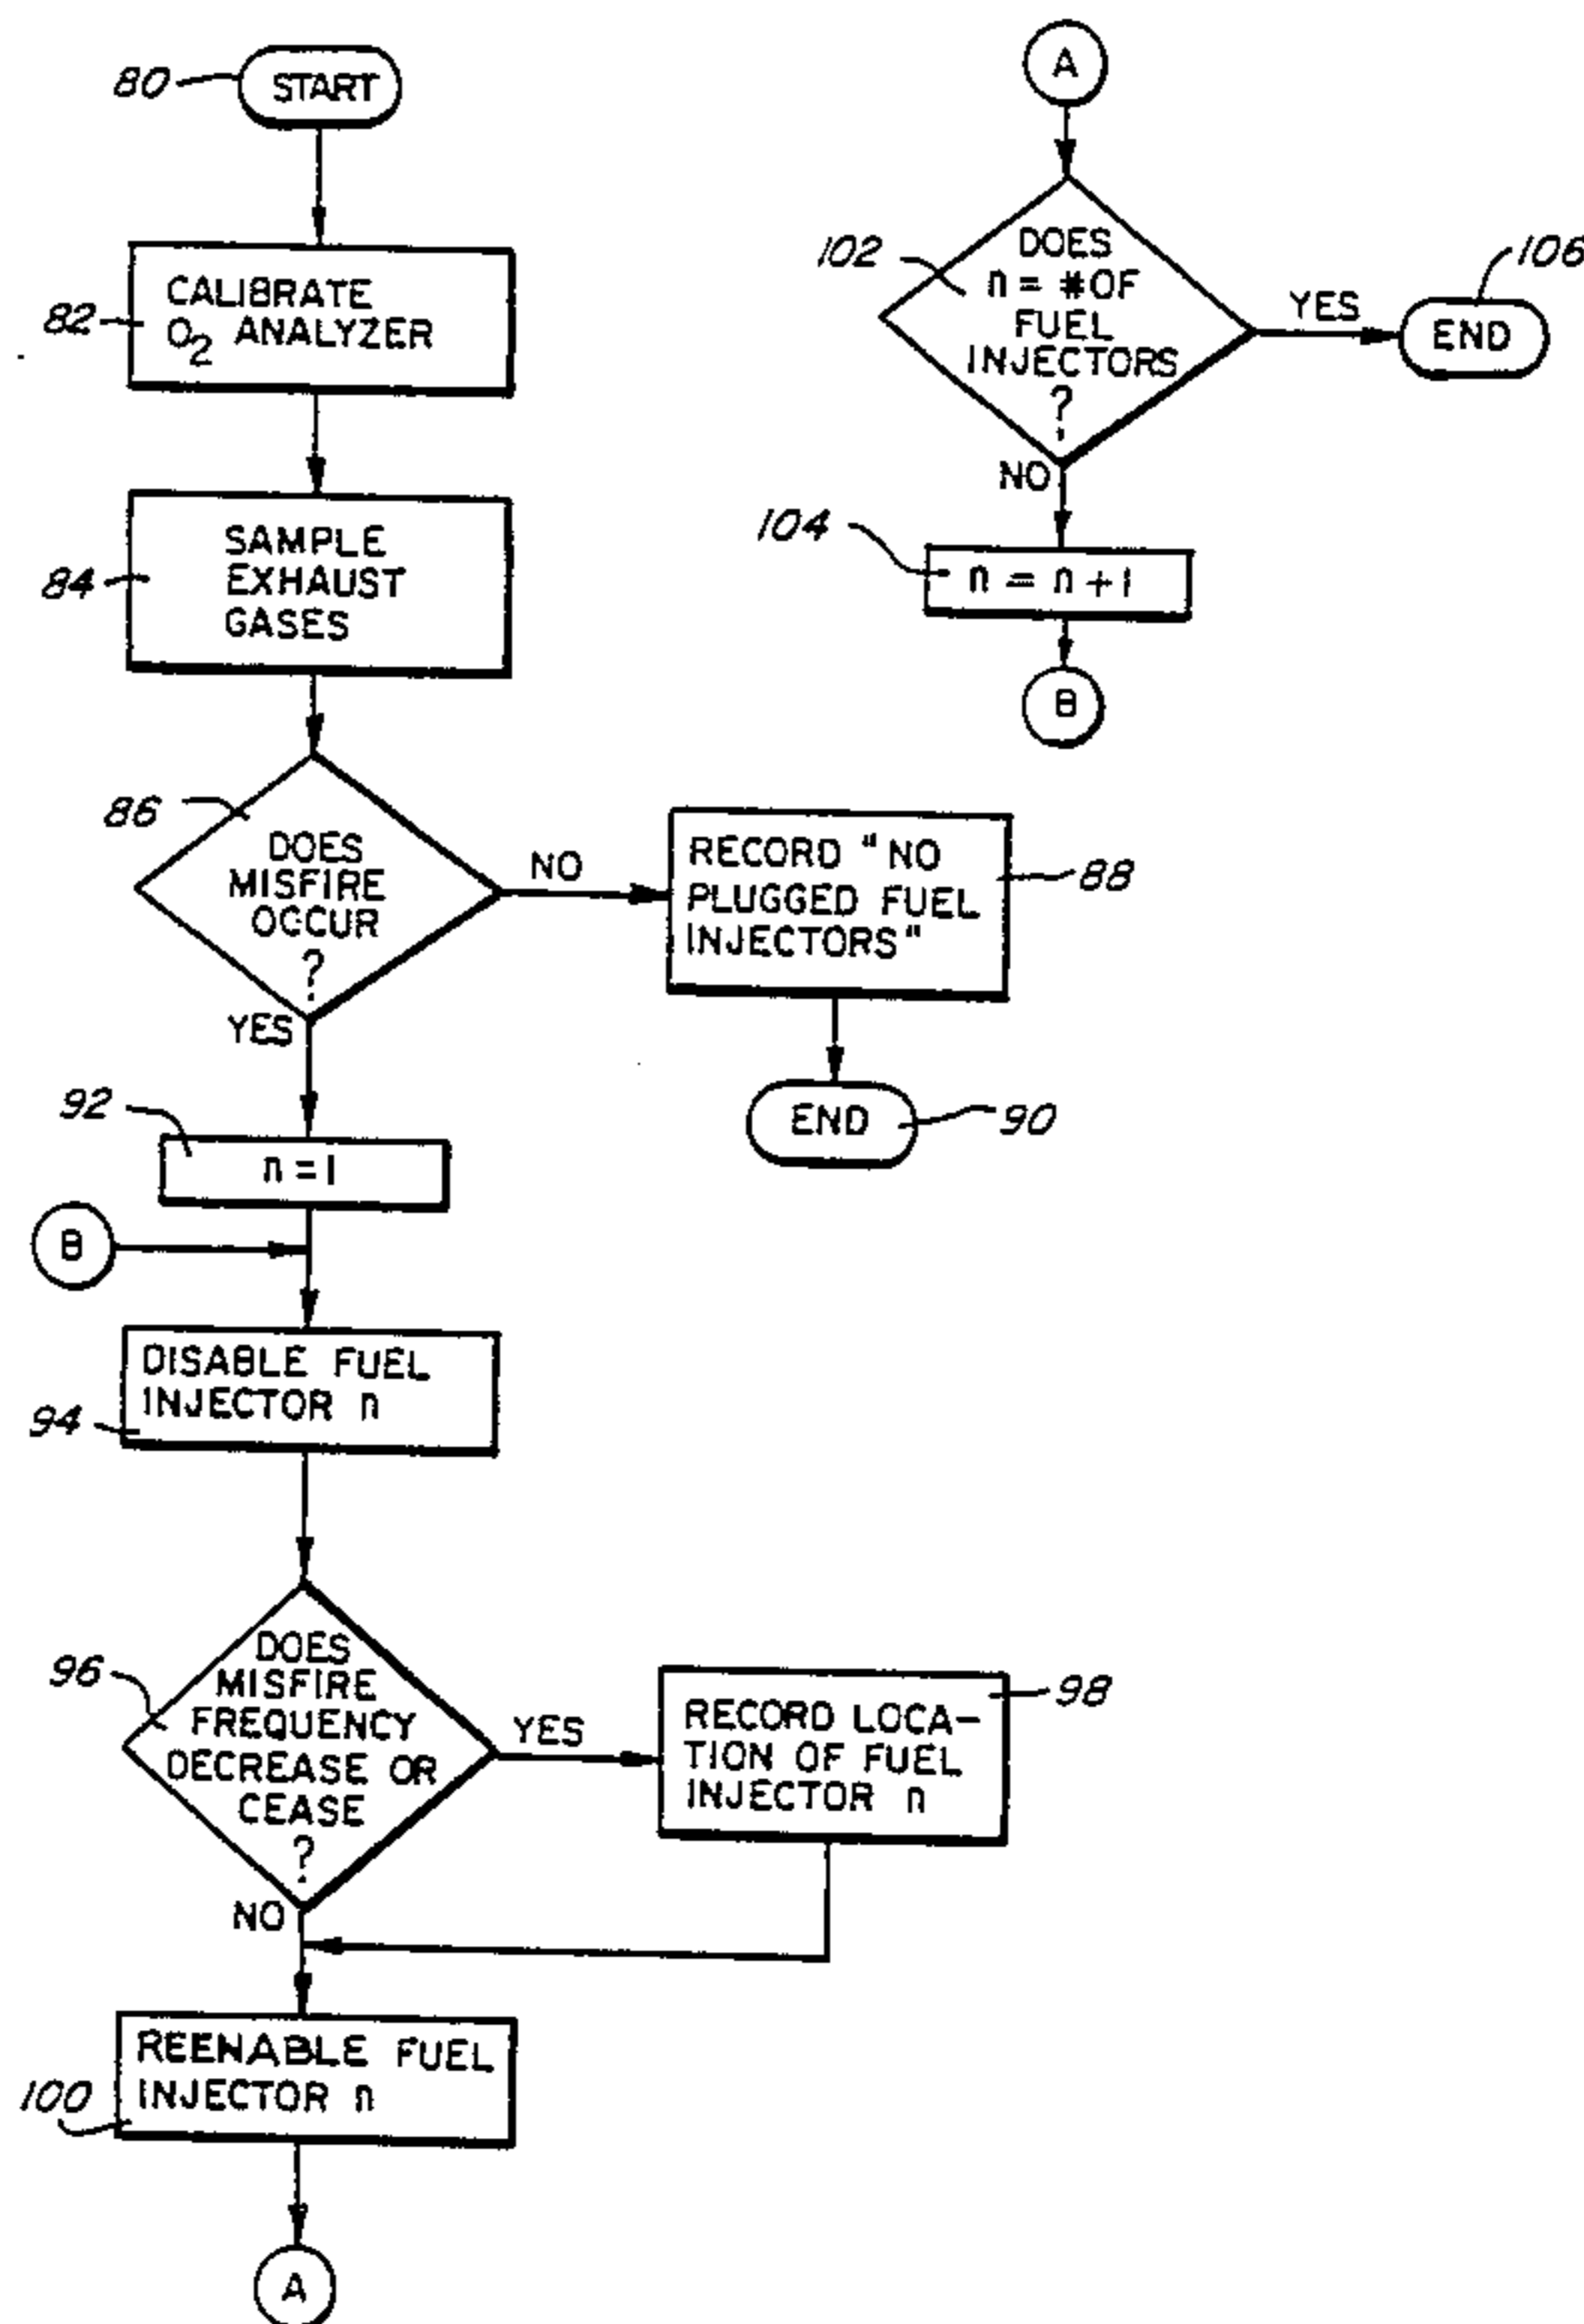 80
START
82
CALIBRATE
O2 ANALYZER
84
SAMPLE
EXHAUST
GASES
86
DOES
MISFIRE
OCCUR
?
NO
YES
RECORD "NO
PLUGGED FUEL
INJECTORS"
88
END
90
92
n = 1
B
DISABLE FUEL
INJECTOR n
94
96
DOES
MISFIRE
FREQUENCY
DECREASE OR
CEASE
?
YES
NO
RECORD LOCA-
TION OF FUEL
INJECTOR n
98
REENABLE FUEL
INJECTOR n
100
A
A
102
DOES
n = # OF
FUEL
INJECTORS
?
YES
END
106
NO
104
n = n + 1
B